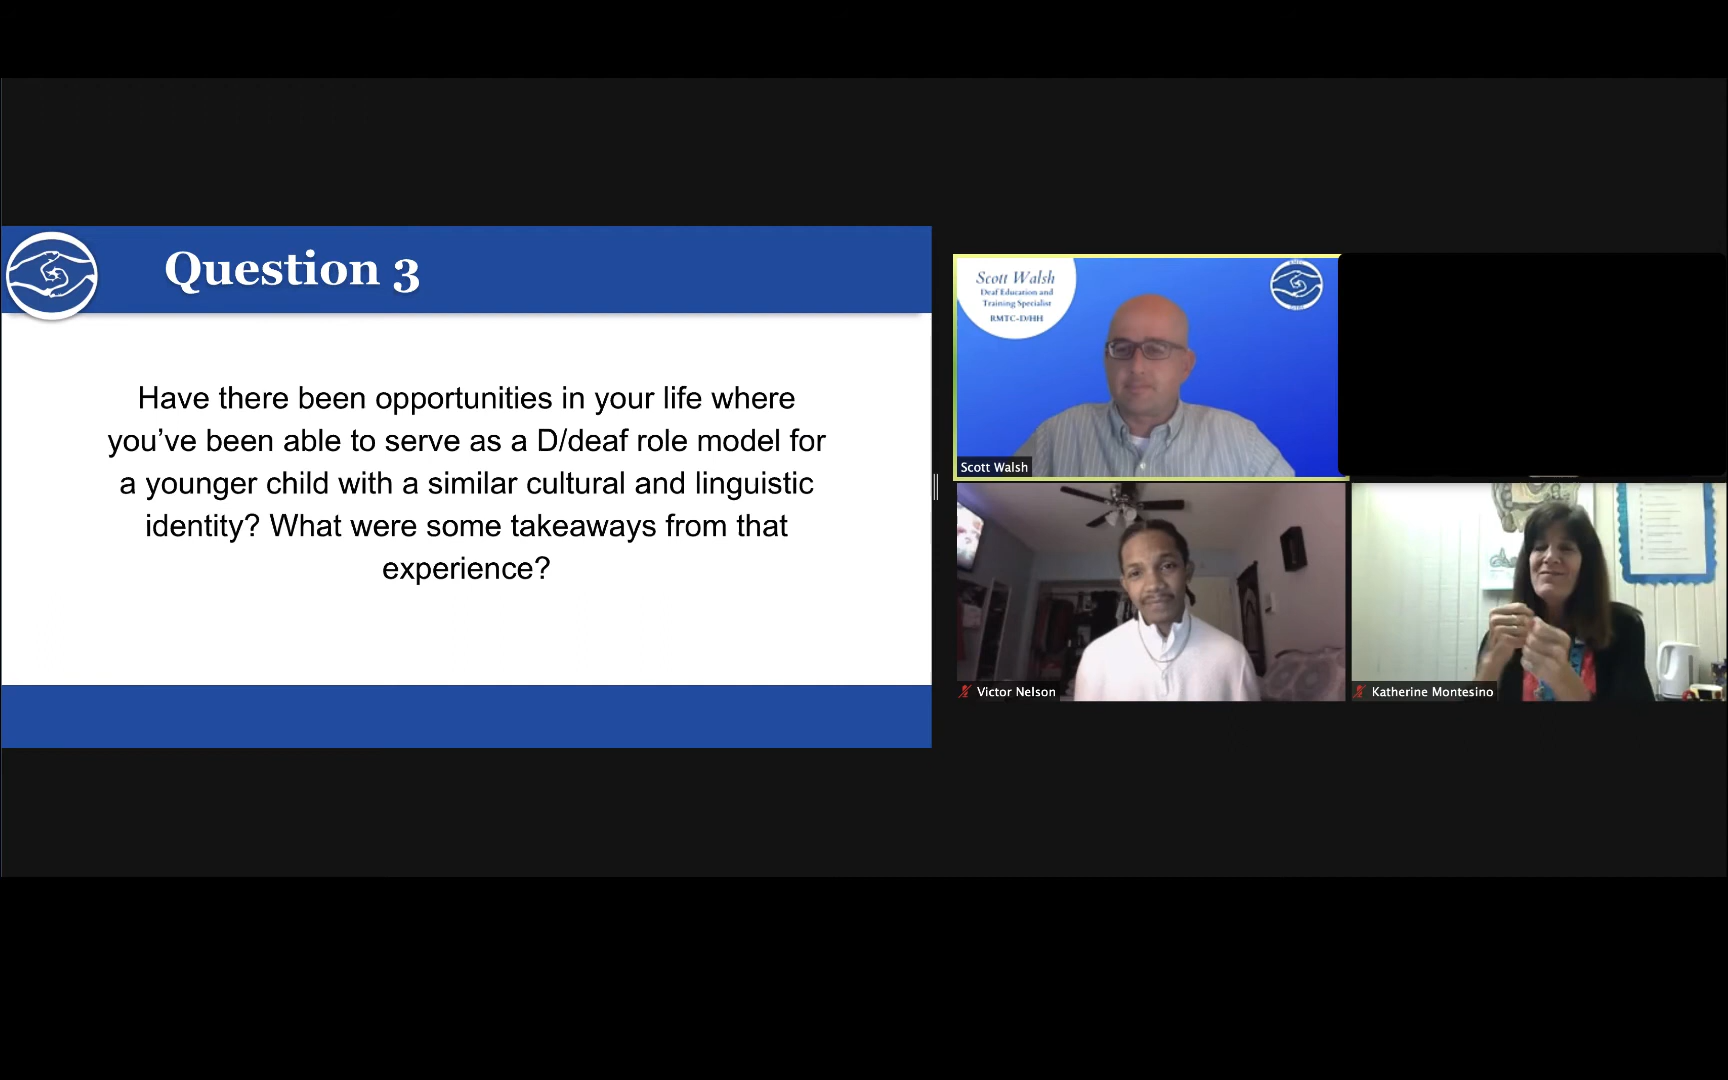 Question 3
Have there been opportunities in your life where
you’ve been able to serve as a D/deaf role model for
a younger child with a similar cultural and linguistic
identity? What were some takeaways from that
experience?
Scott Walsh
Deaf Education and
Training Specialist
RMTC-D/HH
Scott Walsh
Victor Nelson
Katherine Montesino